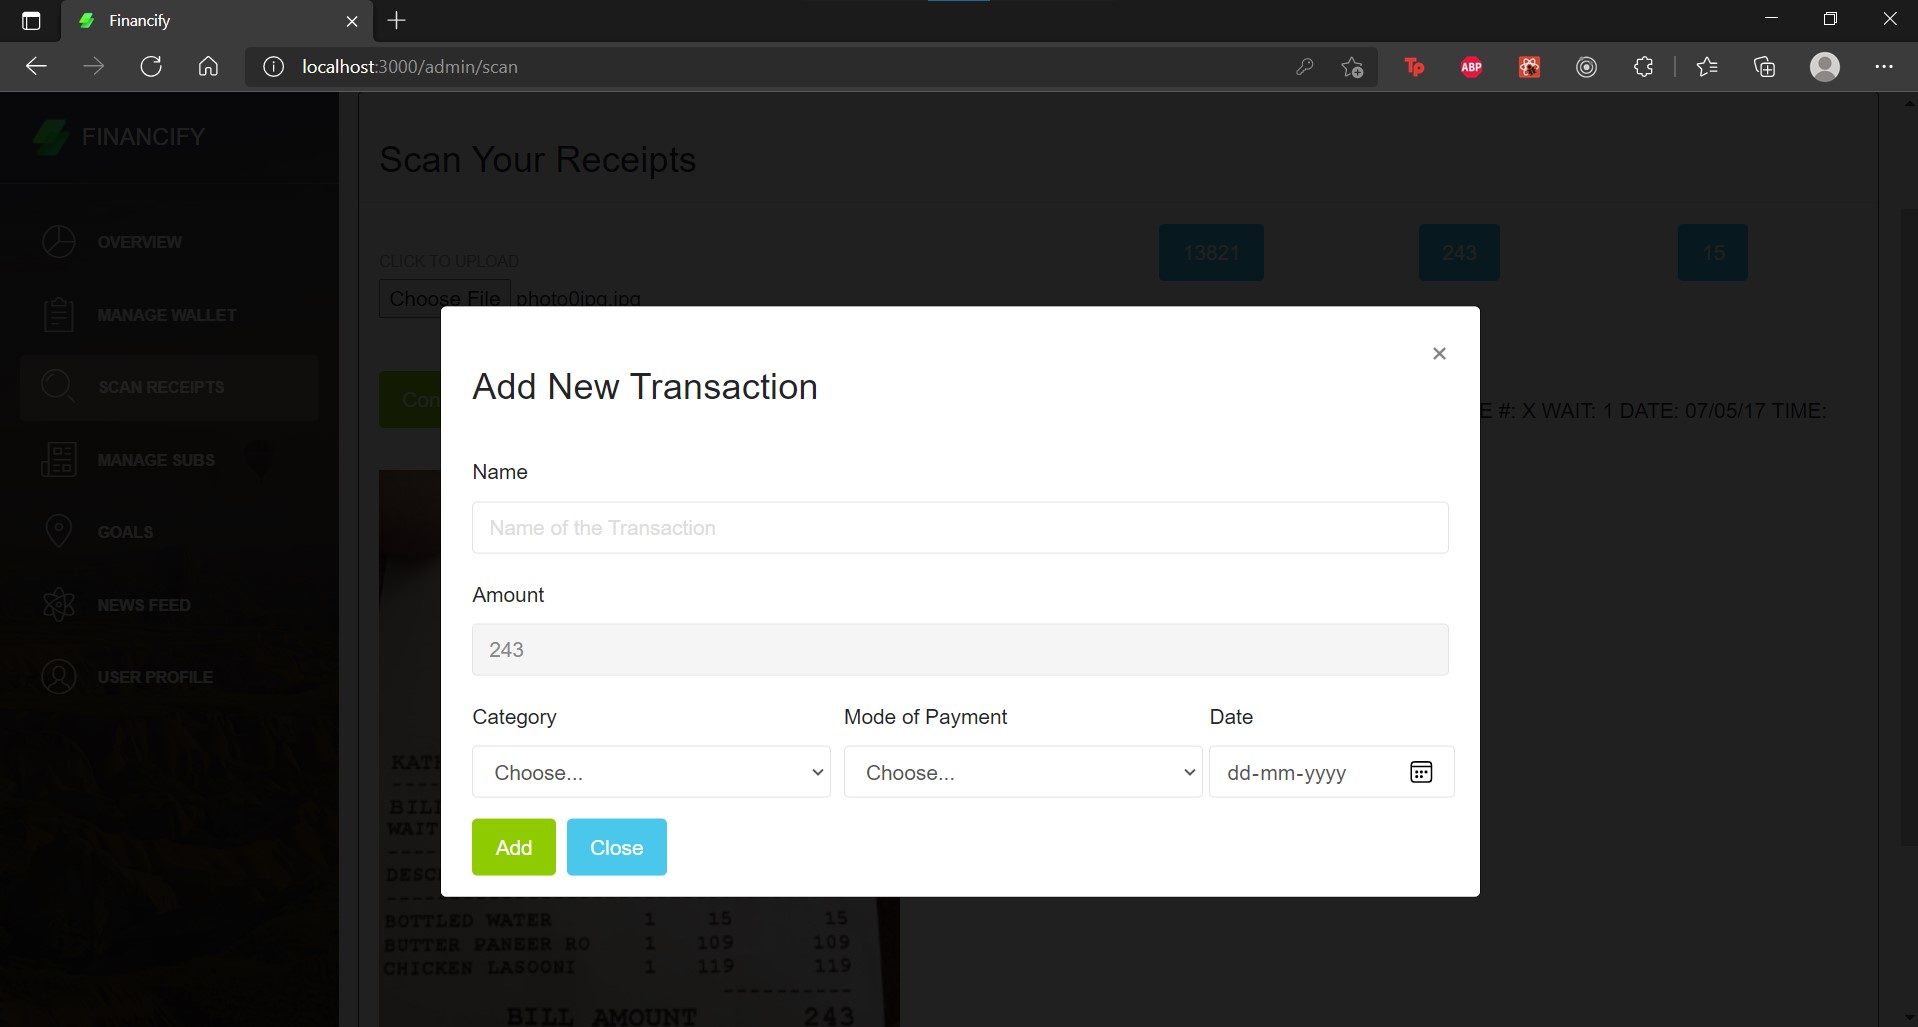 Financify
localhost:3000/admin/scan
FINANCIFY
Scan Your Receipts
OVERVIEW
MANAGE WALLET
SCAN RECEIPTS
MANAGE SUBS
GOALS
NEWS FEED
USER PROFILE
CLICK TO UPLOAD
Choose File photo0jpg.jpg
13821
243
15
Con
E #: X WAIT: 1 DATE: 07/05/17 TIME:
Add New Transaction
Name
Name of the Transaction
Amount
243
Category
Mode of Payment
Date
Choose...
Choose...
dd-mm-yyyy
Add
Close
KAT
BIL
WAIT
DESC
BOTTLED WATER 1 15 15
BUTTER PANEER RO 1 109 109
CHICKEN LASOONI 1 119 119
BILL AMOUNT 243